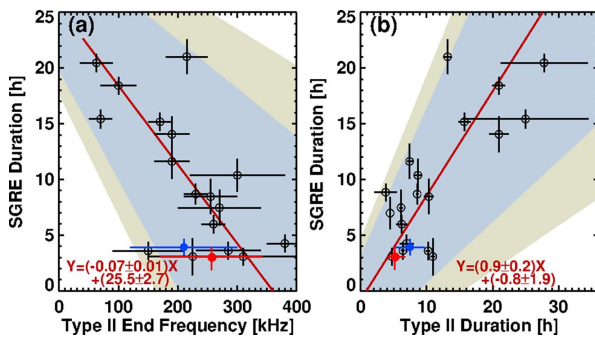 (a)
SGRE Duration [h]
25
20
15
10
5
0
Y=(-0.07±0.01)X
+(25.5±2.7)
0 100 200 300 400
Type II End Frequency [kHz]
(b)
SGRE Duration [h]
25
20
15
10
5
0
Y=(0.9±0.2)X
+(-0.8±1.9)
0 10 20 30
Type II Duration [h]